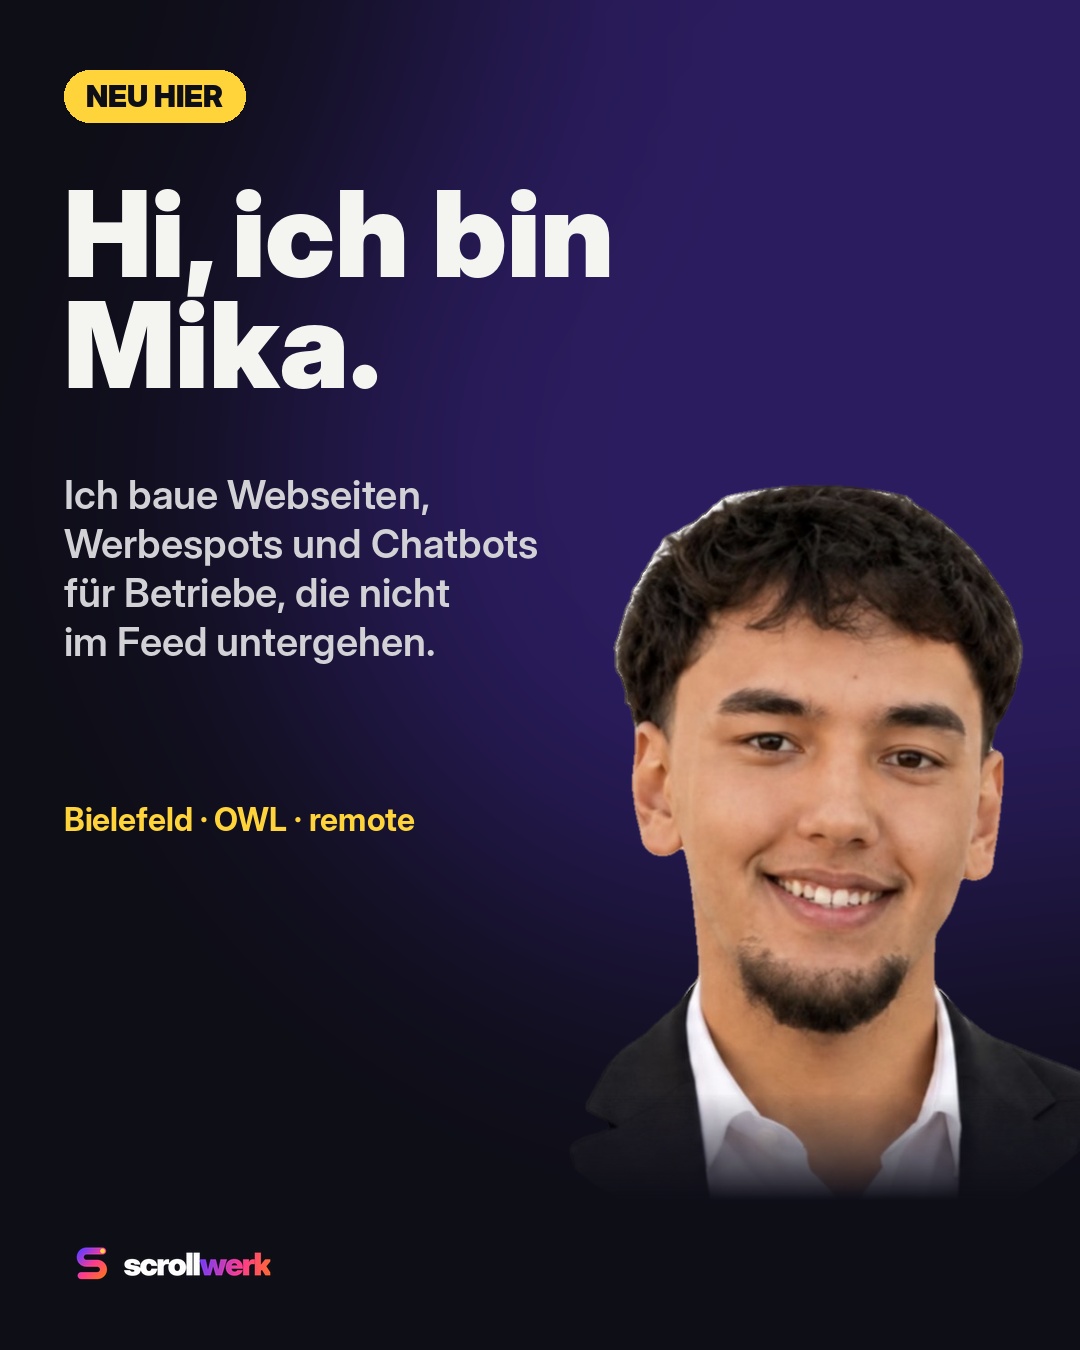 NEU HIER
Hi, ich bin
Mika.
Ich baue Webseiten,
Werbespots und Chatbots
für Betriebe, die nicht
im Feed untergehen.
Bielefeld · OWL · remote
scrollwerk